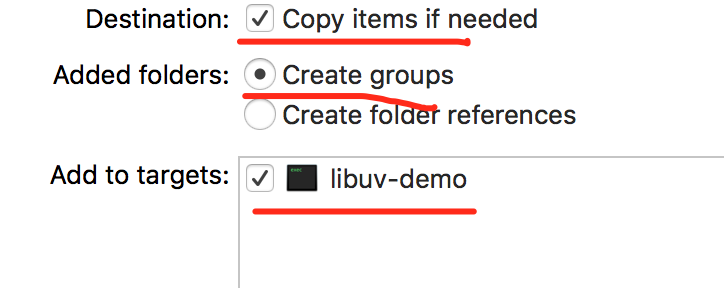 Destination: Copy items if needed
Added folders: Create groups
Create folder references
Add to targets: libuv-demo